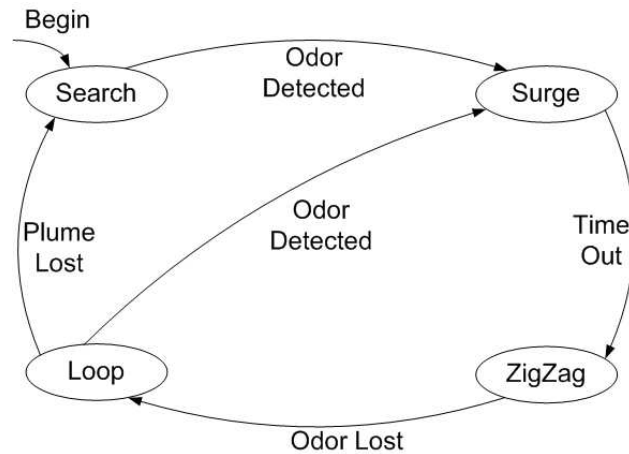 Begin
Search
Odor
Detected
Surge
Odor
Detected
Plume
Lost
Time
Out
Loop
ZigZag
Odor Lost